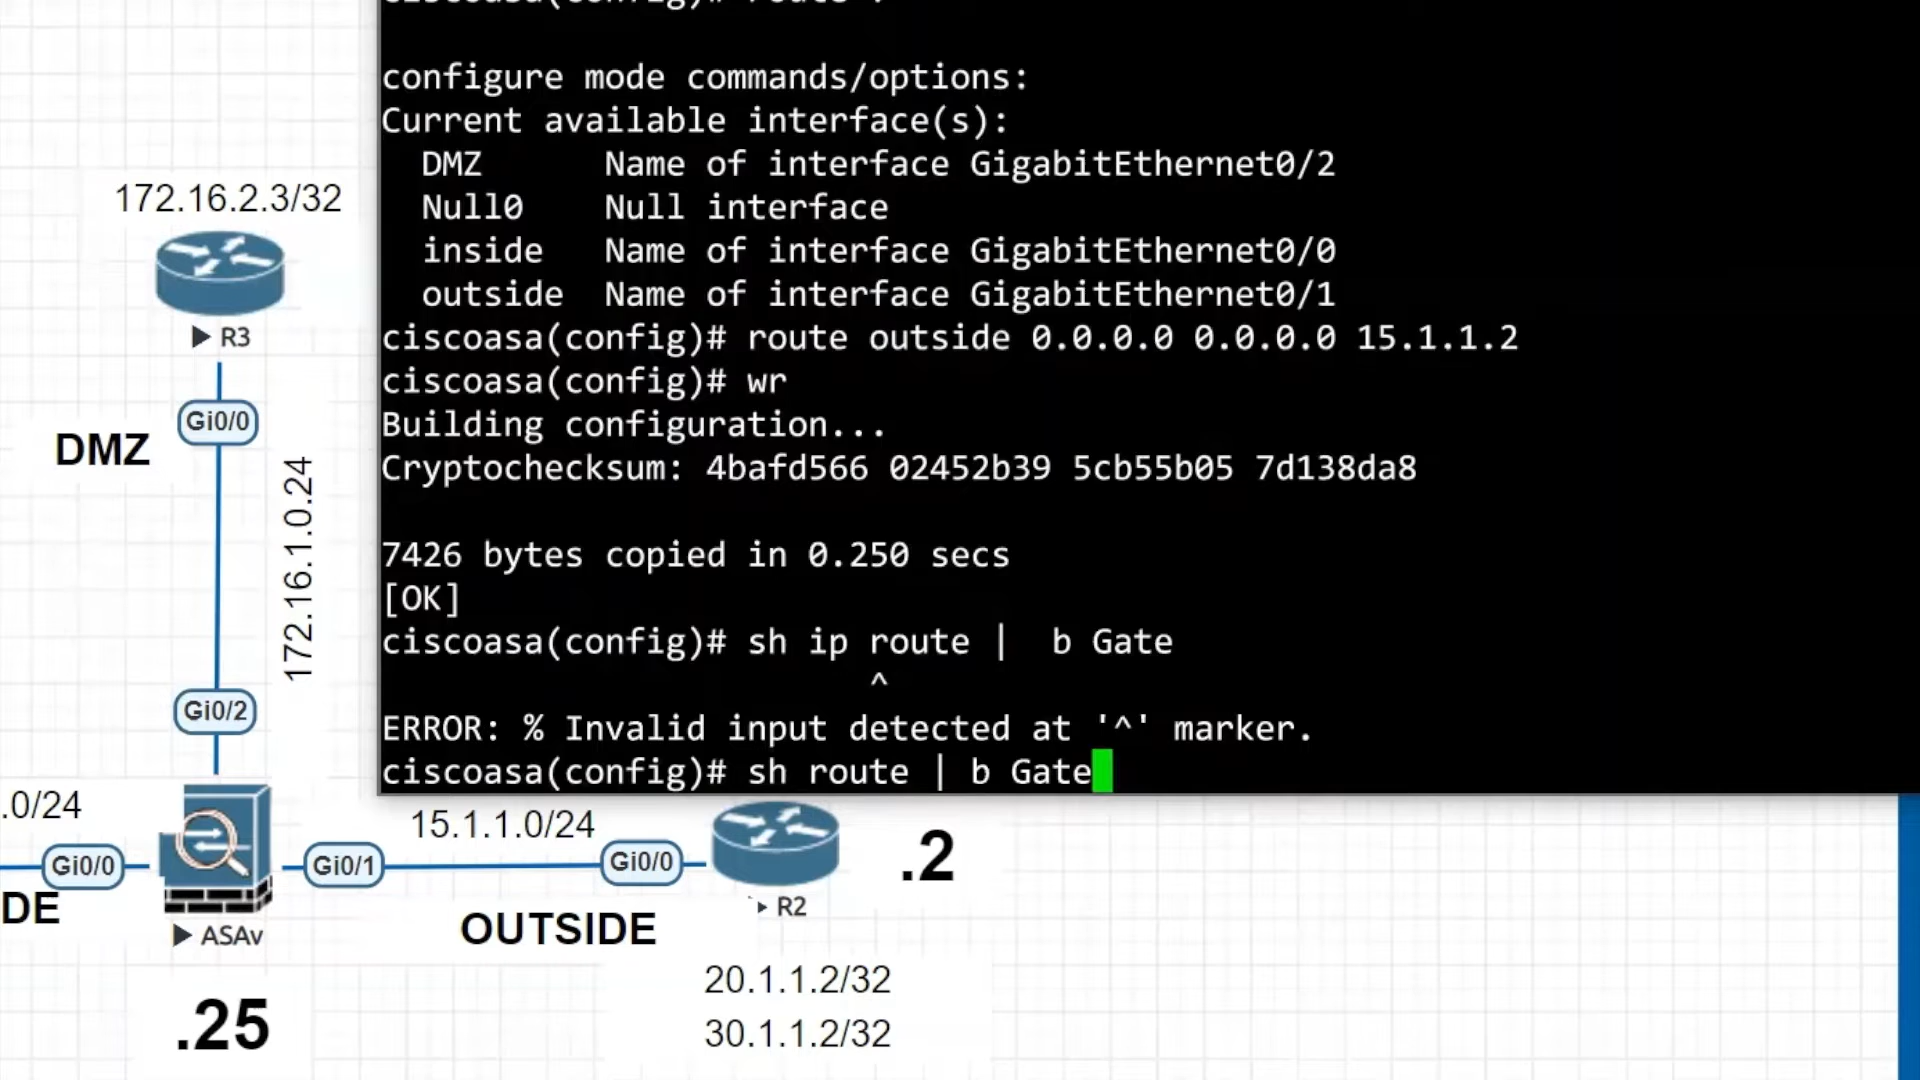 configure mode commands/options:
Current available interface(s):
DMZ Name of interface GigabitEthernet0/2
Null0 Null interface
inside Name of interface GigabitEthernet0/0
outside Name of interface GigabitEthernet0/1
ciscoasa(config)# route outside 0.0.0.0 0.0.0.0 15.1.1.2
ciscoasa(config)# wr
Building configuration...
Cryptochecksum: 4bafd566 02452b39 5cb55b05 7d138da8
7426 bytes copied in 0.250 secs
[OK]
ciscoasa(config)# sh ip route |  b Gate
^
ERROR: % Invalid input detected at '^' marker.
ciscoasa(config)# sh route | b Gate
172.16.2.3/32
R3
Gi0/0
DMZ
172.16.1.0.24
Gi0/2
.0/24
Gi0/0
DE
ASAv
.25
Gi0/1
15.1.1.0/24
Gi0/0
OUTSIDE
R2
.2
20.1.1.2/32
30.1.1.2/32